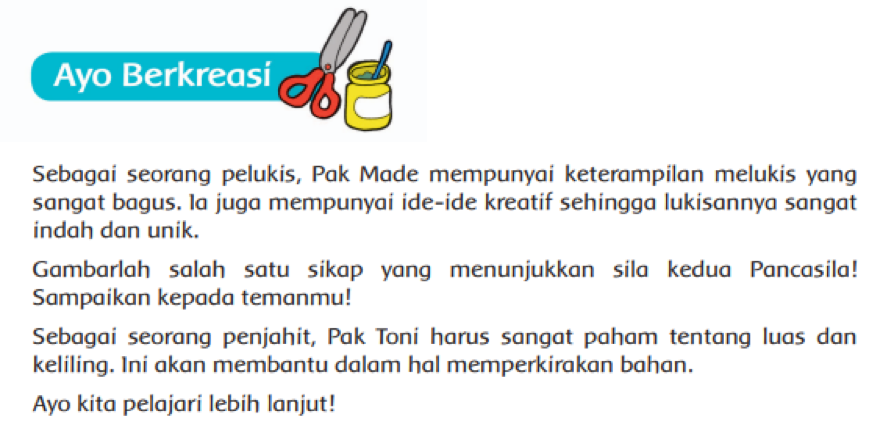 Ayo Berkreasi
Sebagai seorang pelukis, Pak Made mempunyai keterampilan melukis yang
sangat bagus. Ia juga mempunyai ide-ide kreatif sehingga lukisannya sangat
indah dan unik.
Gambarlah salah satu sikap yang menunjukkan sila kedua Pancasila!
Sampaikan kepada temanmu!
Sebagai seorang penjahit, Pak Toni harus sangat paham tentang luas dan
keliling. Ini akan membantu dalam hal memperkirakan bahan.
Ayo kita pelajari lebih lanjut!